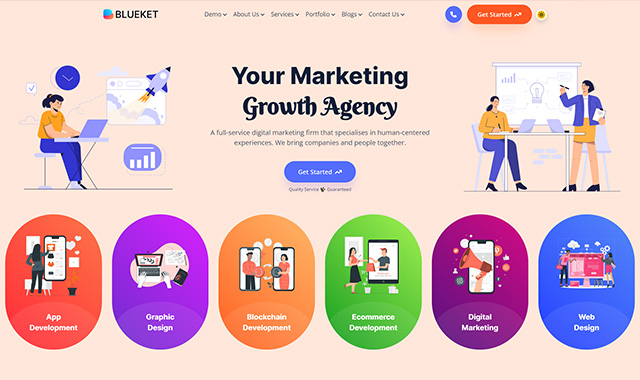 BLUEKET
Demo About Us Services Portfolio Blogs Contact Us
Get Started
Your Marketing
Growth Agency
A full-service digital marketing firm that specialises in human-centered
experiences. We bring companies and people together.
Get Started
Quality Service Guaranteed
App
Development
Graphic
Design
Blockchain
Development
Ecommerce
Development
Digital
Marketing
Web
Design